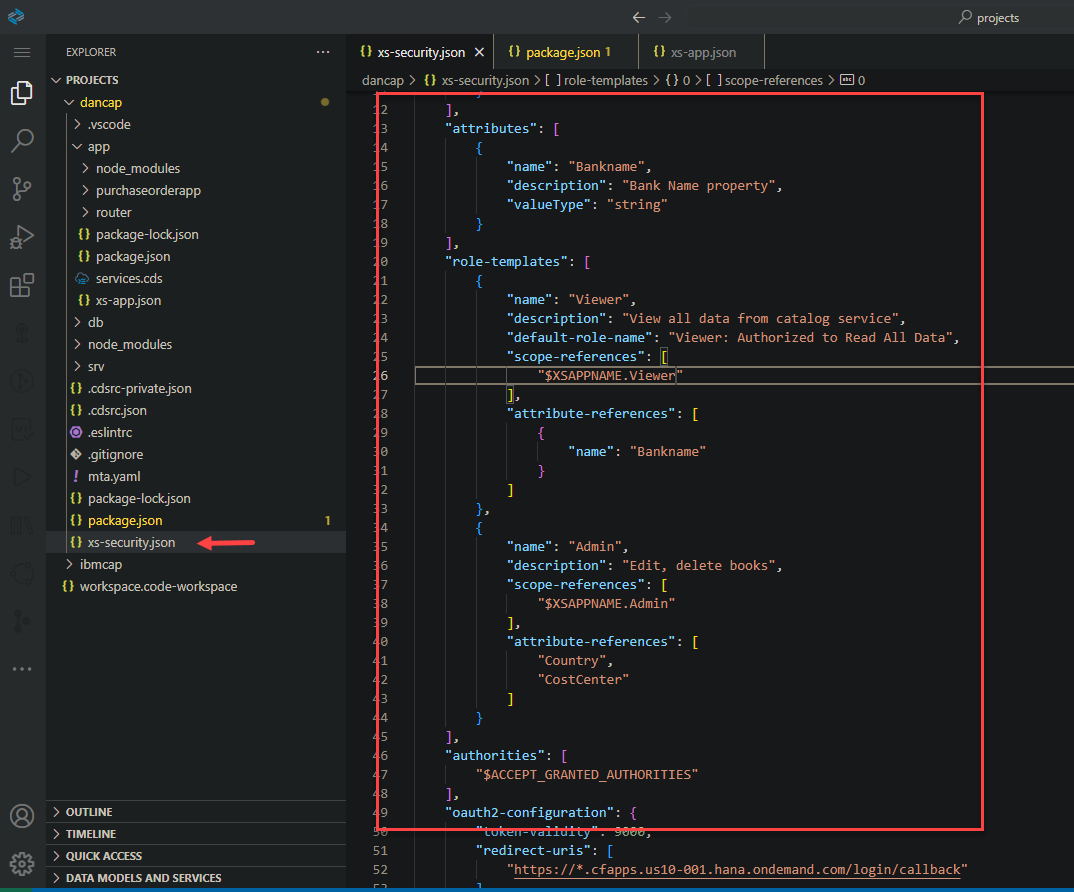 projects
EXPLORER
PROJECTS
dancap
.vscode
app
node_modules
purchaseorderapp
router
{} package-lock.json
{} package.json
services.cds
{} xs-app.json
db
node_modules
srv
{} .cdsrc-private.json
{} .cdsrc.json
.eslintrc
.gitignore
! mta.yaml
{} package-lock.json
{} package.json 1
{} xs-security.json
ibmcap
{} workspace.code-workspace
OUTLINE
TIMELINE
QUICK ACCESS
DATA MODELS AND SERVICES
{} xs-security.json
{} package.json 1
{} xs-app.json
dancap > {} xs-security.json > [ ] role-templates > {} 0 > [ ] scope-references > abc 0
12 ],
13 "attributes": [
14 {
15 "name": "Bankname",
16 "description": "Bank Name property",
17 "valueType": "string"
18 }
19 ],
20 "role-templates": [
21 {
22 "name": "Viewer",
23 "description": "View all data from catalog service",
24 "default-role-name": "Viewer: Authorized to Read All Data",
25 "scope-references": [
26 "$XSAPPNAME.Viewer"
27 ],
28 "attribute-references": [
29 {
30 "name": "Bankname"
31 }
32 ]
33 },
34 {
35 "name": "Admin",
36 "description": "Edit, delete books",
37 "scope-references": [
38 "$XSAPPNAME.Admin"
39 ],
40 "attribute-references": [
41 "Country",
42 "CostCenter"
43 ]
44 }
45 ],
46 "authorities": [
47 "$ACCEPT_GRANTED_AUTHORITIES"
48 ],
49 "oauth2-configuration": {
50 "token-validity": 9000,
51 "redirect-uris": [
52 "https://*.cfapps.us10-001.hana.ondemand.com/login/callback"
53 ]